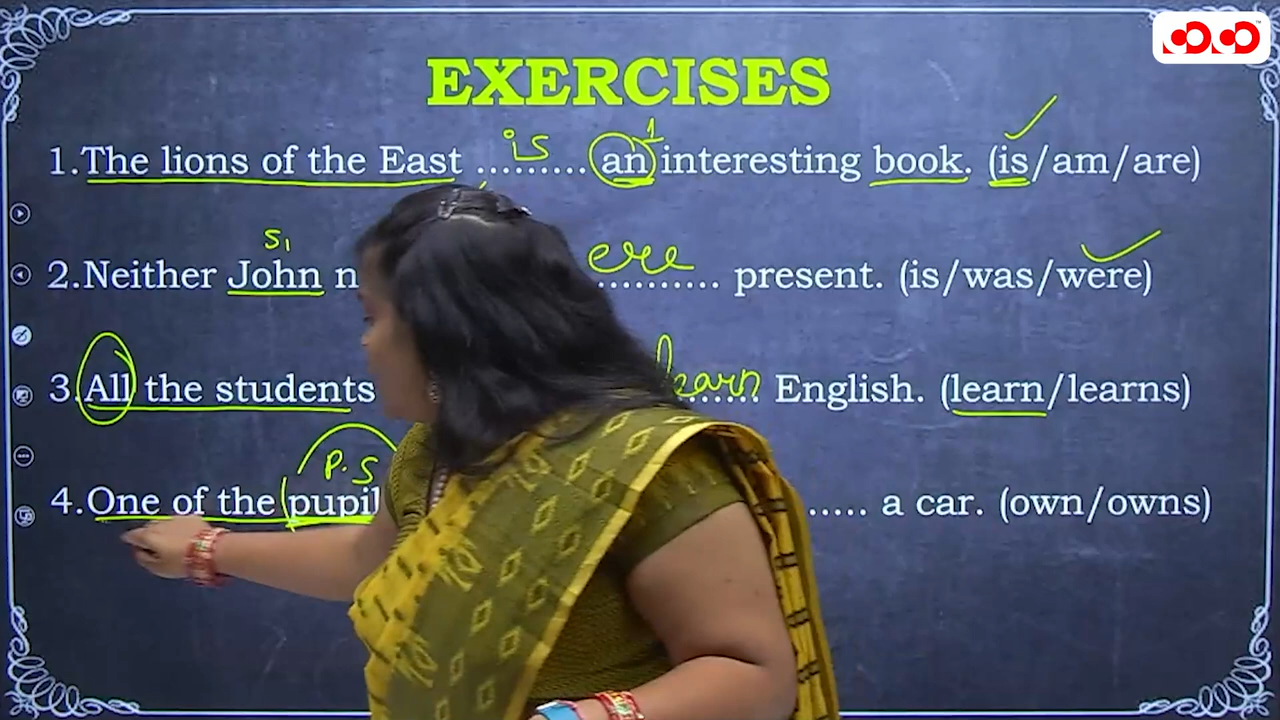 EXERCISES
1.The lions of the East ......... is an 1 interesting book. (is/am/are)
S1
2.Neither John n ere .......... present. (is/was/were)
3.All the students learn ...... English. (learn/learns)
P.S
4.One of the pupil ..... a car. (own/owns)